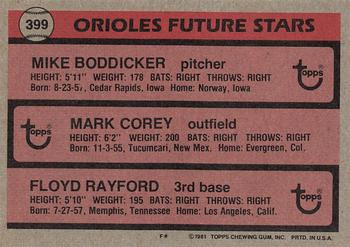 399 ORIOLES FUTURE STARS
MIKE BODDICKER pitcher
HEIGHT: 5'11" WEIGHT: 178 BATS: RIGHT THROWS: RIGHT
Born: 8-23-57, Cedar Rapids, Iowa Home: Norway, Iowa
Topps
MARK COREY outfield
HEIGHT: 6'2" WEIGHT: 200 BATS: RIGHT THROWS: RIGHT
Born: 11-3-55, Tucumcari, New Mex. Home: Evergreen, Col.
Topps
FLOYD RAYFORD 3rd base
HEIGHT: 5'10" WEIGHT: 195 BATS: RIGHT THROWS: RIGHT
Born: 7-27-57, Memphis, Tennessee Home: Los Angeles, Calif.
Topps
F* ©1981 TOPPS CHEWING GUM, INC. PRTD. IN U.S.A.